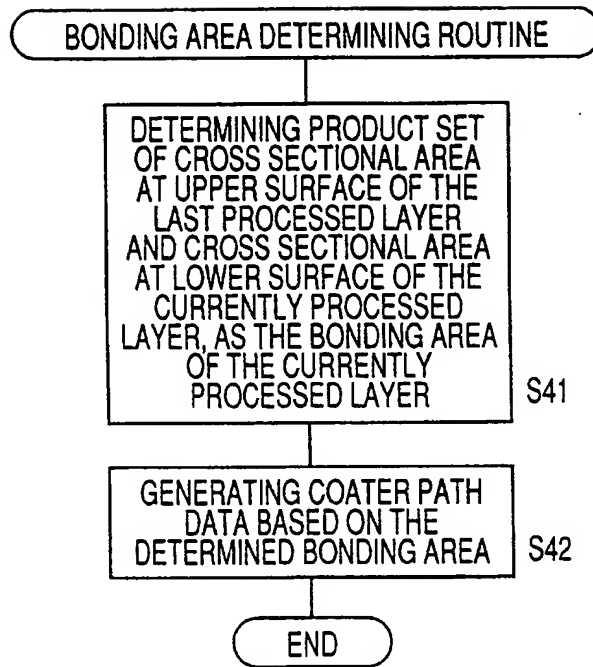 BONDING AREA DETERMINING ROUTINE
DETERMINING PRODUCT SET
OF CROSS SECTIONAL AREA
AT UPPER SURFACE OF THE
LAST PROCESSED LAYER
AND CROSS SECTIONAL AREA
AT LOWER SURFACE OF THE
CURRENTLY PROCESSED
LAYER, AS THE BONDING AREA
OF THE CURRENTLY
PROCESSED LAYER
S41
GENERATING COATER PATH
DATA BASED ON THE
DETERMINED BONDING AREA
S42
END